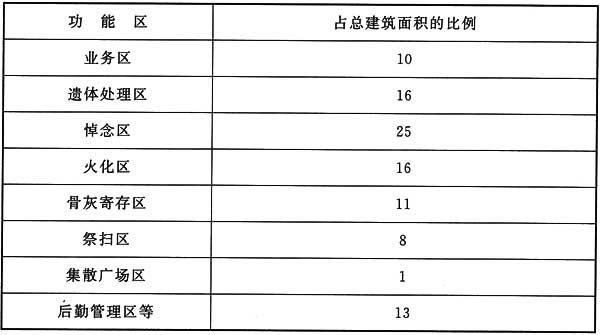 功 能 区 占总建筑面积的比例
业务区 10
遗体处理区 16
悼念区 25
火化区 16
骨灰寄存区 11
祭扫区 8
集散广场区 1
后勤管理区等 13